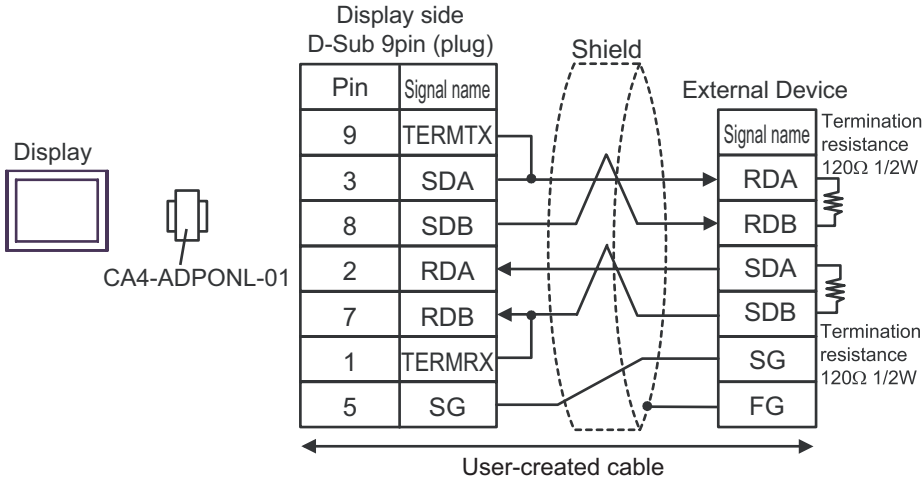 Display side
D-Sub 9pin (plug)
Shield
External Device
Pin Signal name
Signal name
Termination
resistance
120Ω 1/2W
9 TERMTX
3 SDA
RDA
8 SDB
RDB
2 RDA
SDA
7 RDB
SDB
1 TERMRX
SG
5 SG
FG
Termination
resistance
120Ω 1/2W
Display
CA4-ADPONL-01
User-created cable